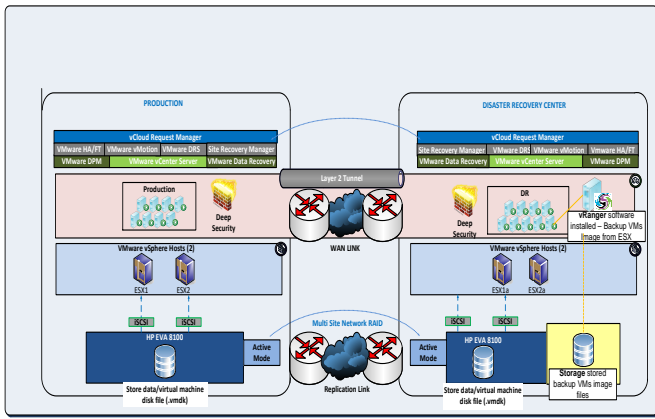 PRODUCTION
vCloud Request Manager
VMware HA/FT VMware vMotion VMware DRS Site Recovery Manager
VMware DPM VMware vCenter Server VMware Data Recovery
Production
Deep
Security
VMware vSphere Hosts (2)
ESX1 ESX2
iSCSI iSCSI
HP EVA 8100
Active
Mode
Store data/virtual machine
disk file (.vmdk)
Layer 2 Tunnel
WAN LINK
Multi Site Network RAID
Replication Link
DISASTER RECOVERY CENTER
vCloud Request Manager
Site Recovery Manager VMware DRS VMware vMotion Vmware HA/FT
VMware Data Recovery VMware vCenter Server VMware DPM
Deep
Security
DR
vRanger software
installed – Backup VMs
Image from ESX
VMware vSphere Hosts (2)
ESX1a ESX2a
iSCSI iSCSI
Active
Mode
HP EVA 8100
Store data/virtual machine
disk file (.vmdk)
Storage stored
backup VMs image
files